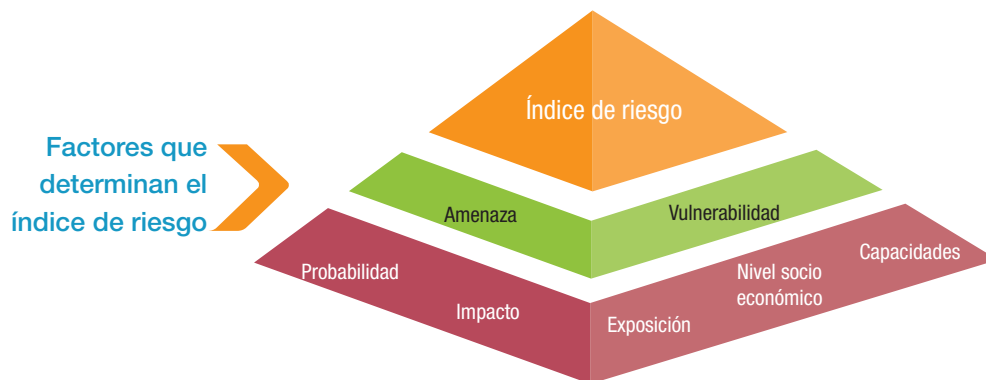 Factores que
determinan el
índice de riesgo
Índice de riesgo
Amenaza
Vulnerabilidad
Probabilidad
Impacto
Exposición
Nivel socio
económico
Capacidades